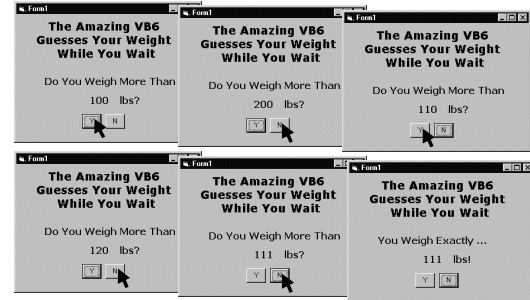 Form1
The Amazing VB6
Guesses Your Weight
While You Wait
Do You Weigh More Than
100 lbs?
Y N
Form1
The Amazing VB6
Guesses Your Weight
While You Wait
Do You Weigh More Than
200 lbs?
Y N
Form1
The Amazing VB6
Guesses Your Weight
While You Wait
Do You Weigh More Than
110 lbs?
Y N
Form1
The Amazing VB6
Guesses Your Weight
While You Wait
Do You Weigh More Than
120 lbs?
Y N
Form1
The Amazing VB6
Guesses Your Weight
While You Wait
Do You Weigh More Than
111 lbs?
Y N
Form1
The Amazing VB6
Guesses Your Weight
While You Wait
You Weigh Exactly ...
111 lbs!
Y N